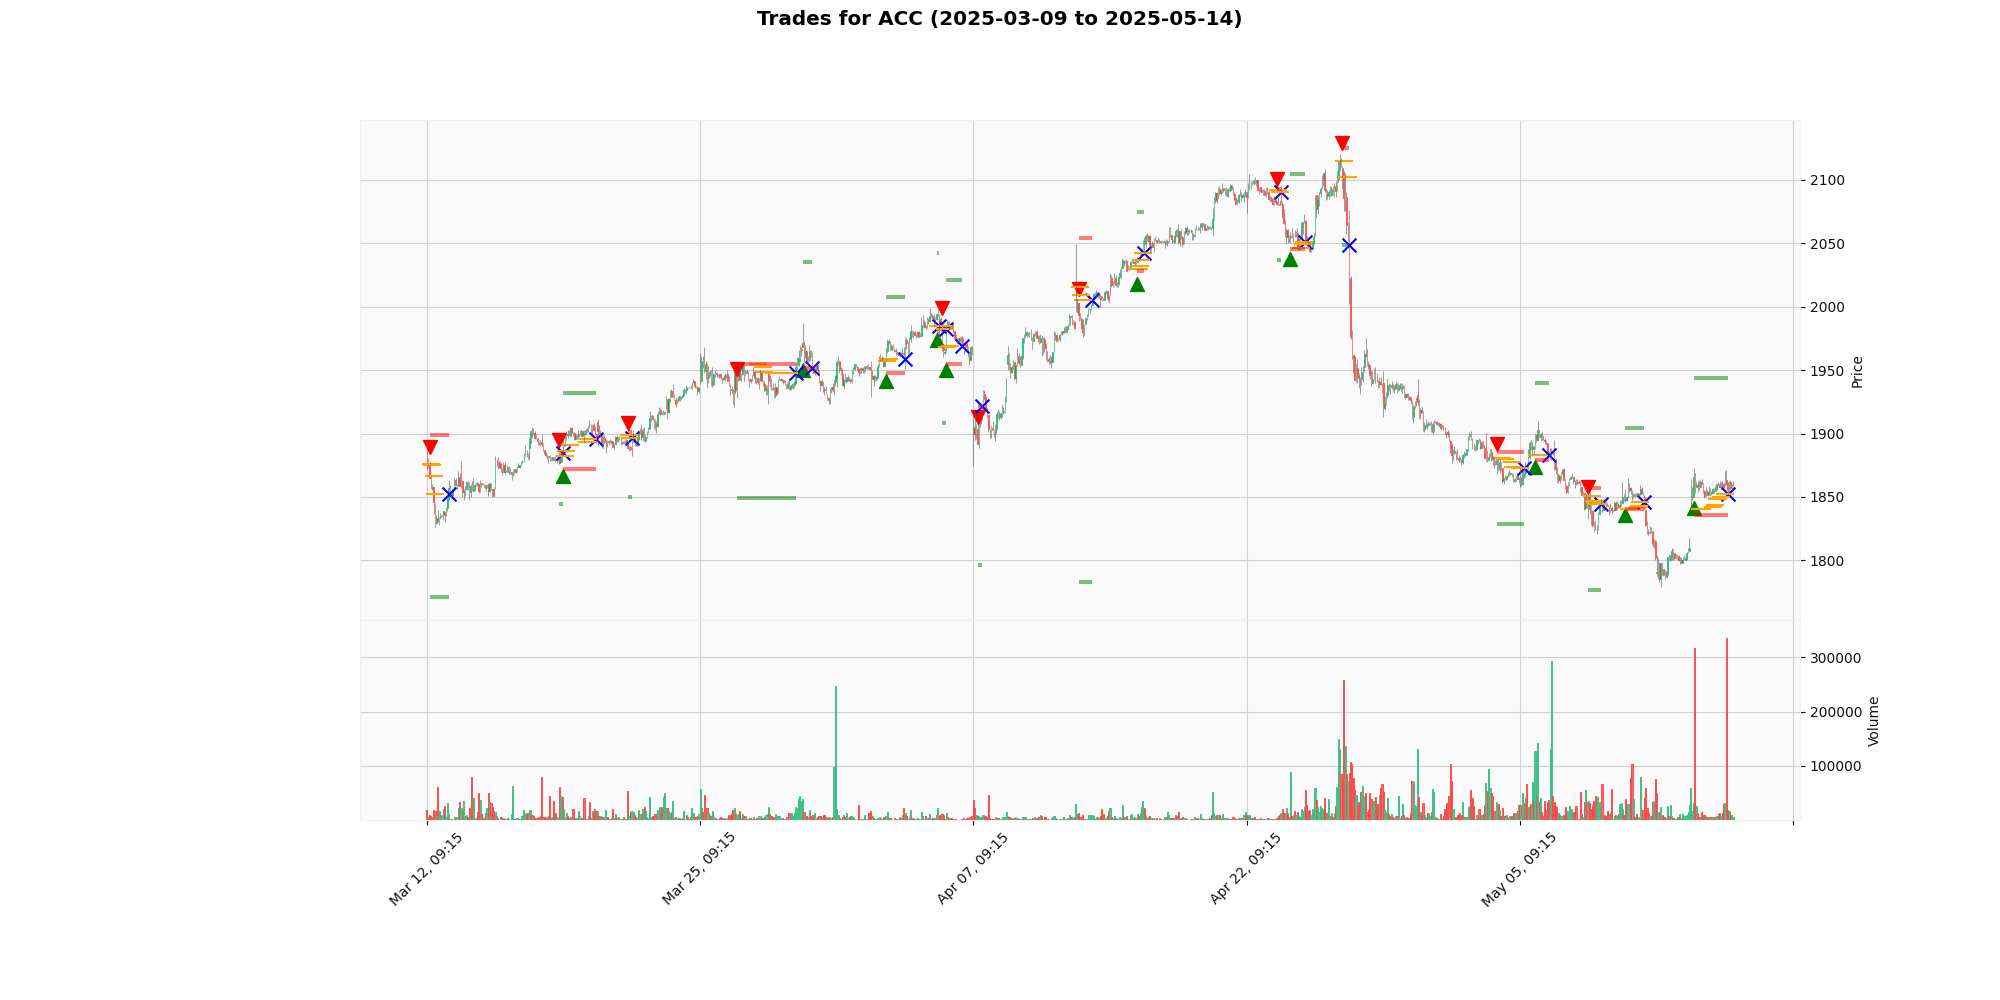 Trades for ACC (2025-03-09 to 2025-05-14)
2100
2050
2000
1950
1900
1850
1800
Price
300000
200000
100000
Volume
Mar 12, 09:15
Mar 25, 09:15
Apr 07, 09:15
Apr 22, 09:15
May 05, 09:15